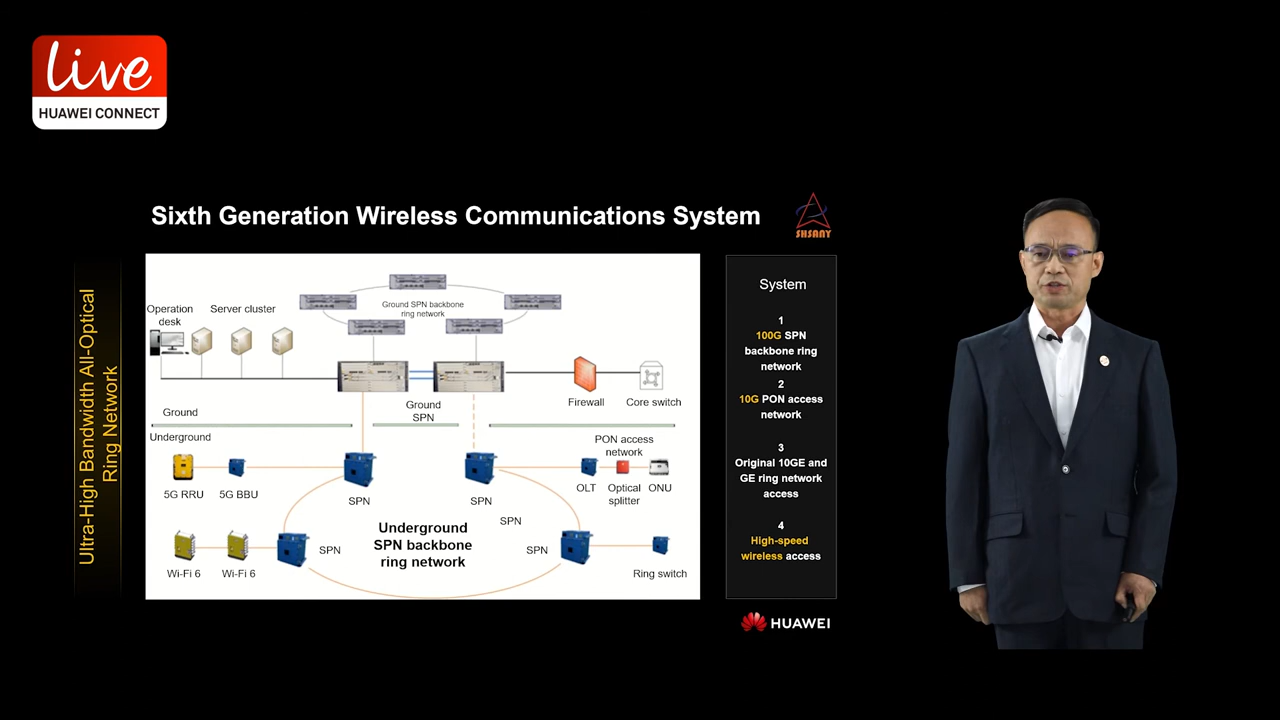 live
HUAWEI CONNECT
Sixth Generation Wireless Communications System
SHSANY
Ultra-High Bandwidth All-Optical
Ring Network
Operation
desk
Server cluster
Ground SPN backbone
ring network
Ground
SPN
Firewall
Core switch
Ground
Underground
PON access
network
5G RRU
5G BBU
SPN
SPN
OLT
Optical
splitter
ONU
SPN
Underground
SPN backbone
ring network
SPN
SPN
Wi-Fi 6
Wi-Fi 6
Ring switch
System
1
100G SPN
backbone ring
network
2
10G PON access
network
3
Original 10GE and
GE ring network
access
4
High-speed
wireless access
HUAWEI